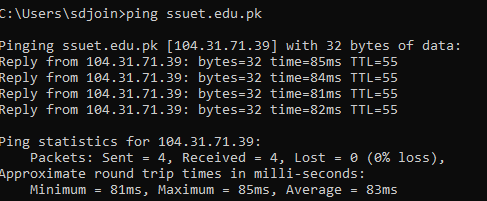 C:\Users\sdjoin>ping ssuet.edu.pk
Pinging ssuet.edu.pk [104.31.71.39] with 32 bytes of data:
Reply from 104.31.71.39: bytes=32 time=85ms TTL=55
Reply from 104.31.71.39: bytes=32 time=84ms TTL=55
Reply from 104.31.71.39: bytes=32 time=81ms TTL=55
Reply from 104.31.71.39: bytes=32 time=82ms TTL=55
Ping statistics for 104.31.71.39:
Packets: Sent = 4, Received = 4, Lost = 0 (0% loss),
Approximate round trip times in milli-seconds:
Minimum = 81ms, Maximum = 85ms, Average = 83ms